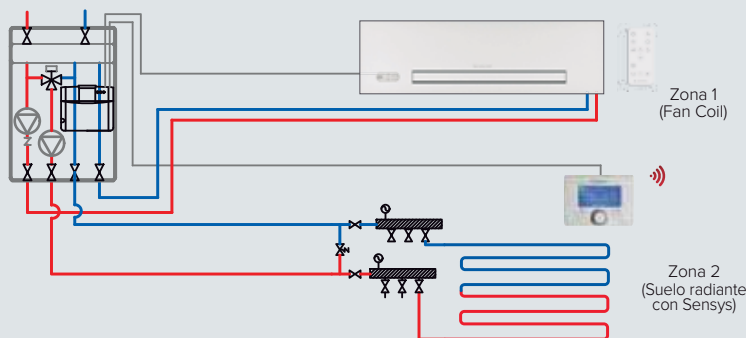 Zona 1
(Fan Coil)
Zona 2
(Suelo radiante
con Sensys)